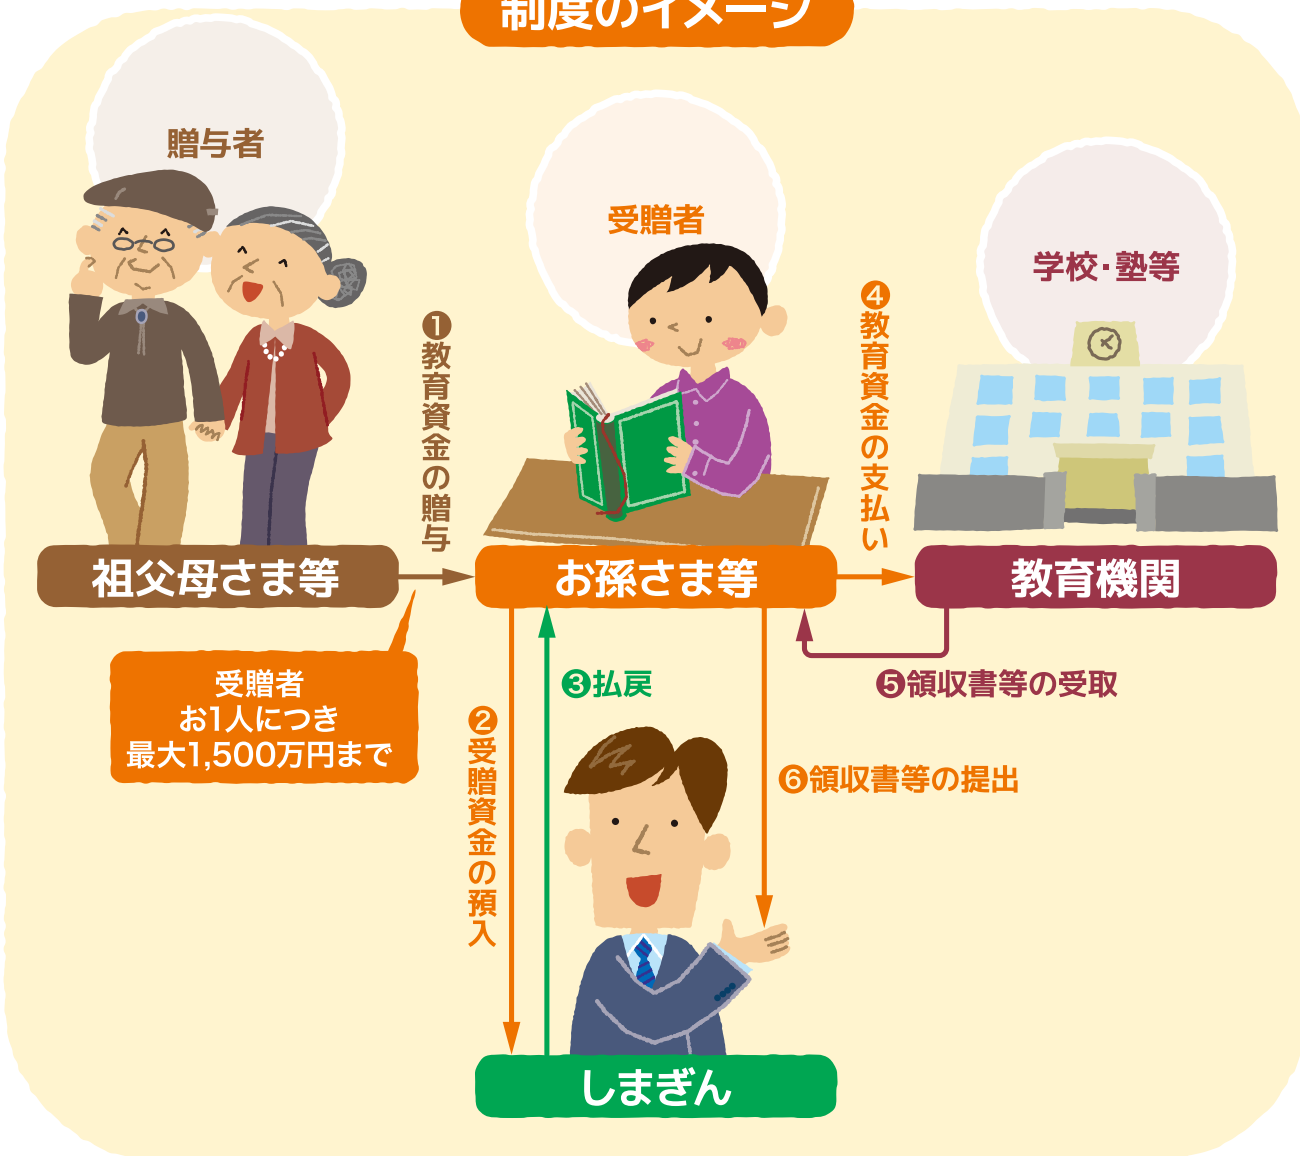 制度のイメージ
贈与者
受贈者
学校・塾等
❶教育資金の贈与
❹教育資金の支払い
祖父母さま等
お孫さま等
教育機関
受贈者
お1人につき
最大1,500万円まで
❸払戻
❺領収書等の受取
❷受贈資金の預入
❻領収書等の提出
しまぎん